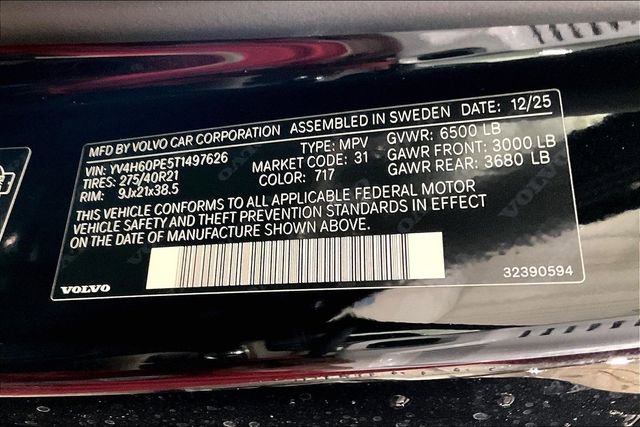 MFD BY VOLVO CAR CORPORATION ASSEMBLED IN SWEDEN DATE: 12/25
VIN: YV4H60PE5T1497626 TYPE: MPV GVWR: 6500 LB
TIRES: 275/40R21 MARKET CODE: 31 GAWR FRONT: 3000 LB
RIM: 9Jx21x38.5 COLOR: 717 GAWR REAR: 3680 LB
THIS VEHICLE CONFORMS TO ALL APPLICABLE FEDERAL MOTOR
VEHICLE SAFETY AND THEFT PREVENTION STANDARDS IN EFFECT
ON THE DATE OF MANUFACTURE SHOWN ABOVE.
VOLVO 32390594